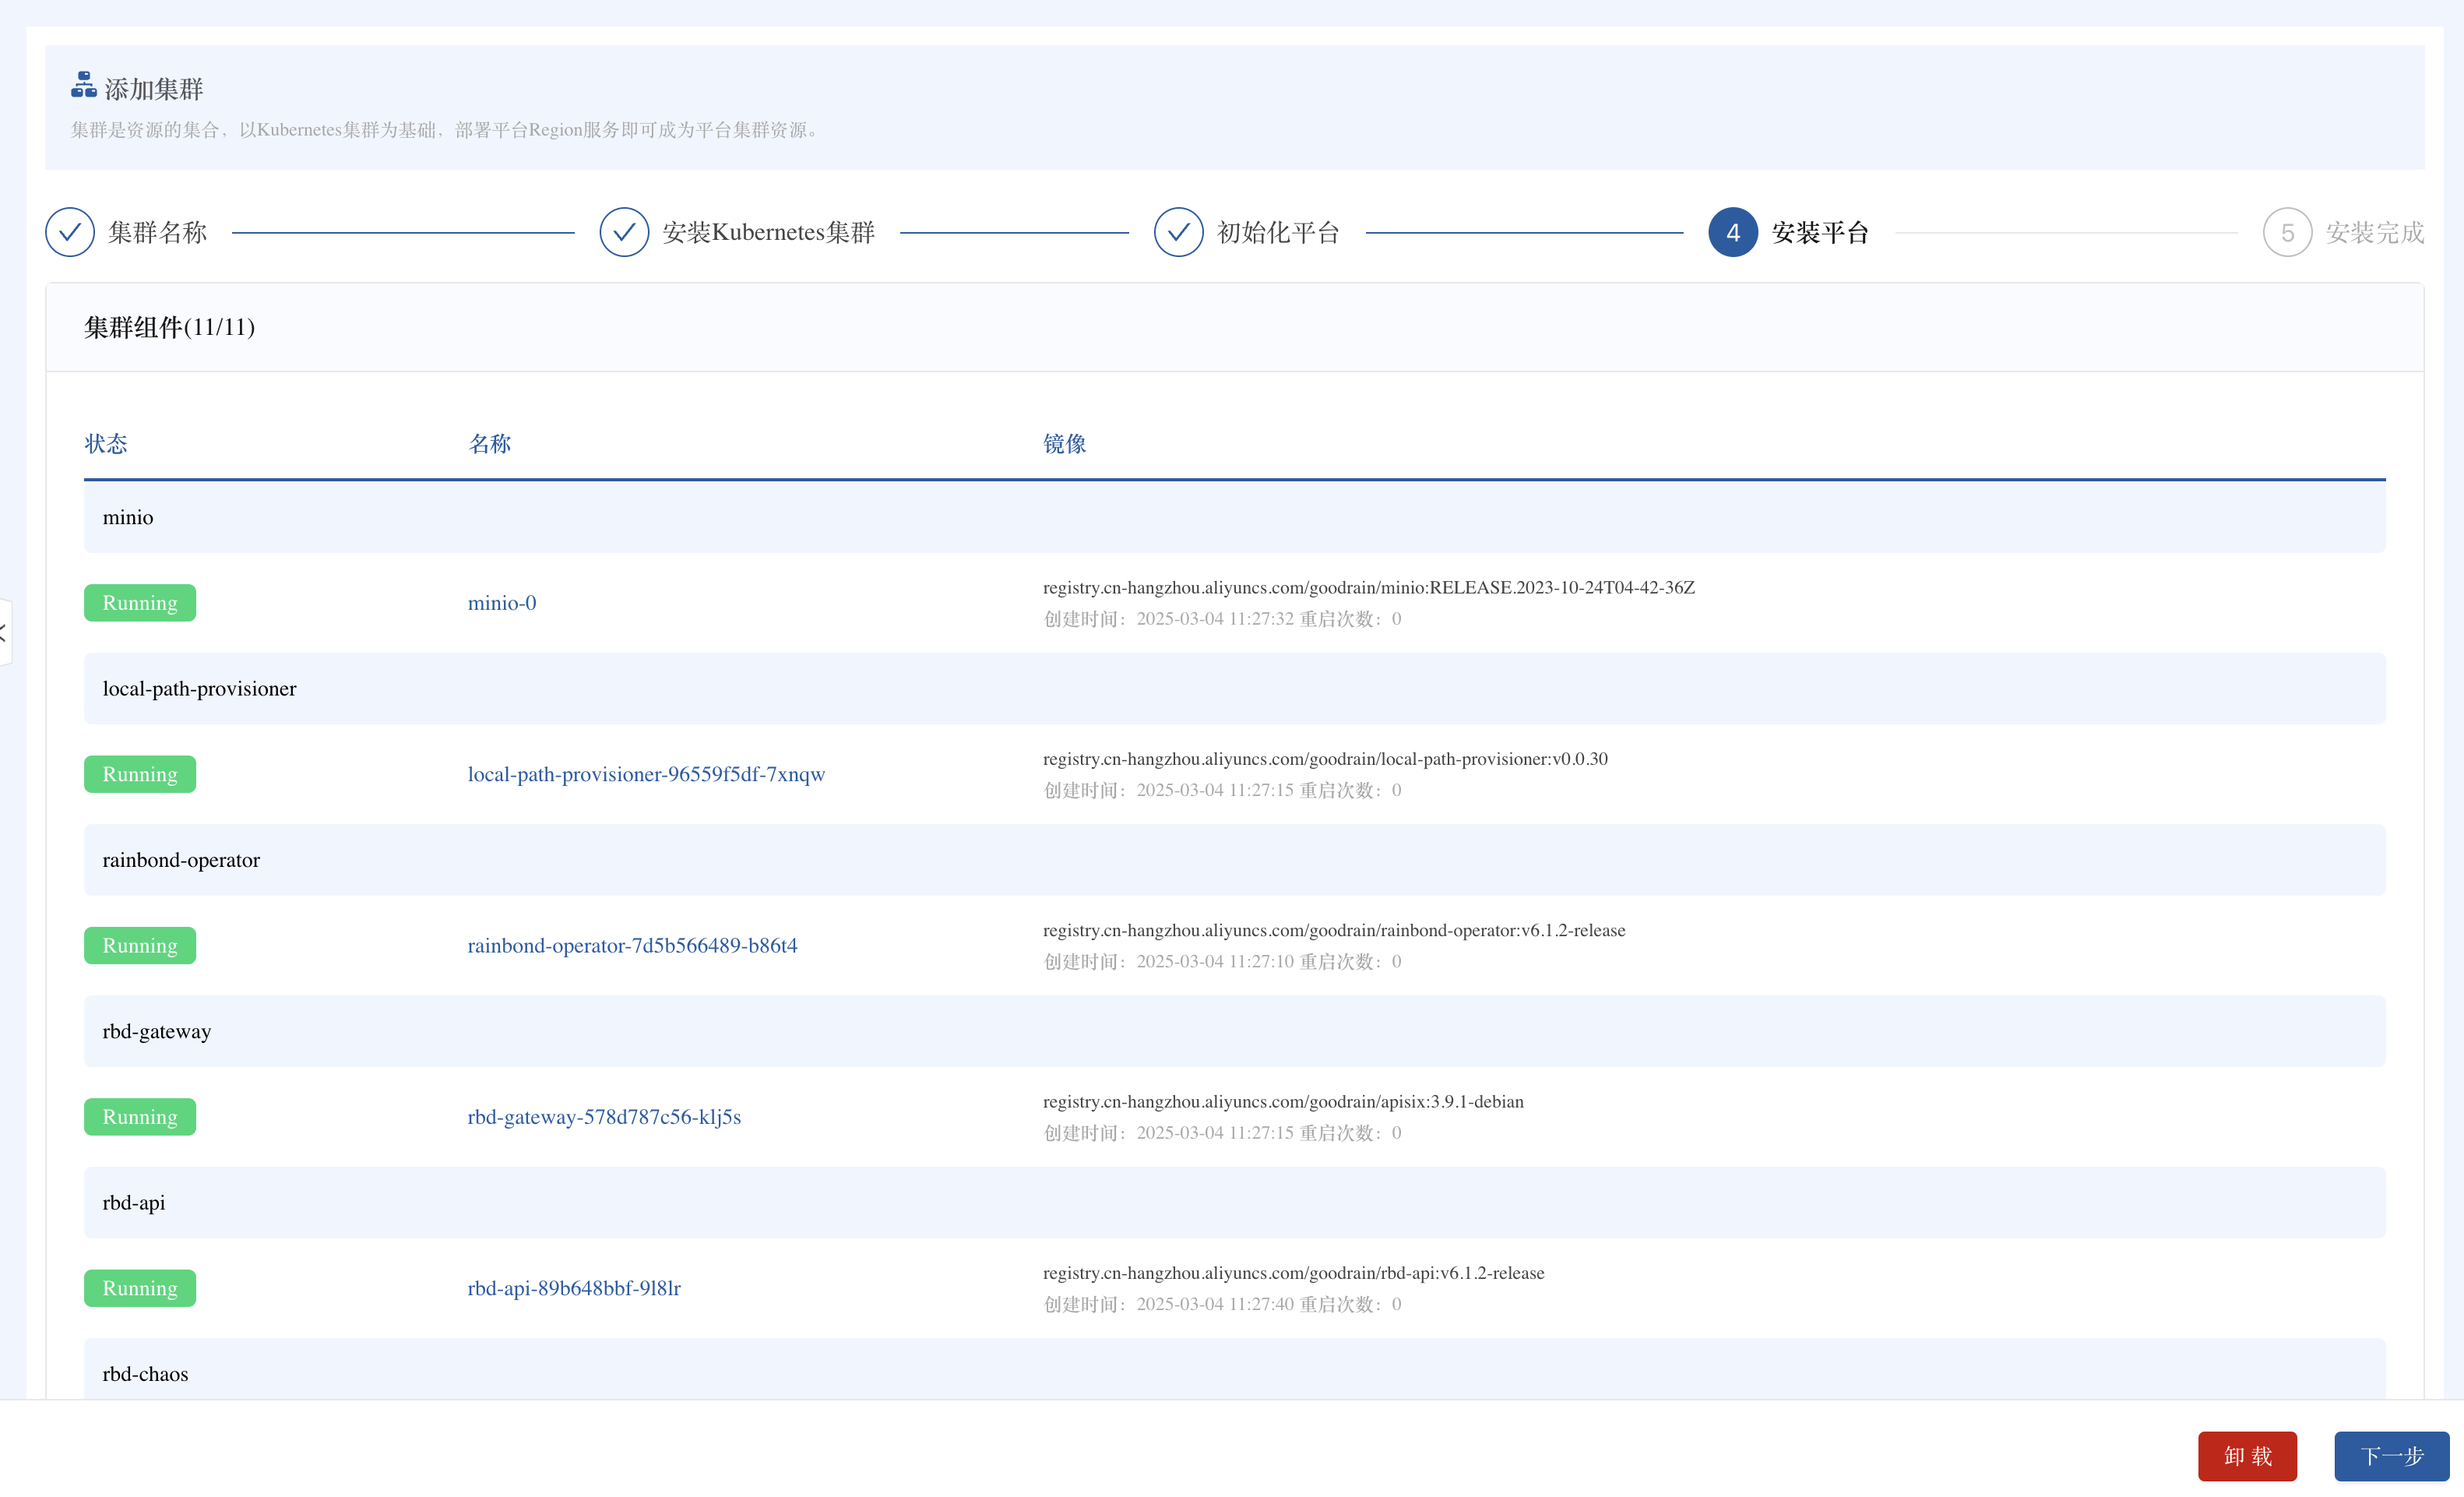 添加集群
集群是资源的集合，以Kubernetes集群为基础，部署平台Region服务即可成为平台集群资源。
集群名称
安装Kubernetes集群
初始化平台
4 安装平台
5 安装完成
集群组件(11/11)
状态 名称 镜像
minio
Running minio-0 registry.cn-hangzhou.aliyuncs.com/goodrain/minio:RELEASE.2023-10-24T04-42-36Z
创建时间：2025-03-04 11:27:32 重启次数：0
local-path-provisioner
Running local-path-provisioner-96559f5df-7xnqw registry.cn-hangzhou.aliyuncs.com/goodrain/local-path-provisioner:v0.0.30
创建时间：2025-03-04 11:27:15 重启次数：0
rainbond-operator
Running rainbond-operator-7d5b566489-b86t4 registry.cn-hangzhou.aliyuncs.com/goodrain/rainbond-operator:v6.1.2-release
创建时间：2025-03-04 11:27:10 重启次数：0
rbd-gateway
Running rbd-gateway-578d787c56-klj5s registry.cn-hangzhou.aliyuncs.com/goodrain/apisix:3.9.1-debian
创建时间：2025-03-04 11:27:15 重启次数：0
rbd-api
Running rbd-api-89b648bbf-9l8lr registry.cn-hangzhou.aliyuncs.com/goodrain/rbd-api:v6.1.2-release
创建时间：2025-03-04 11:27:40 重启次数：0
rbd-chaos
卸 载
下一步